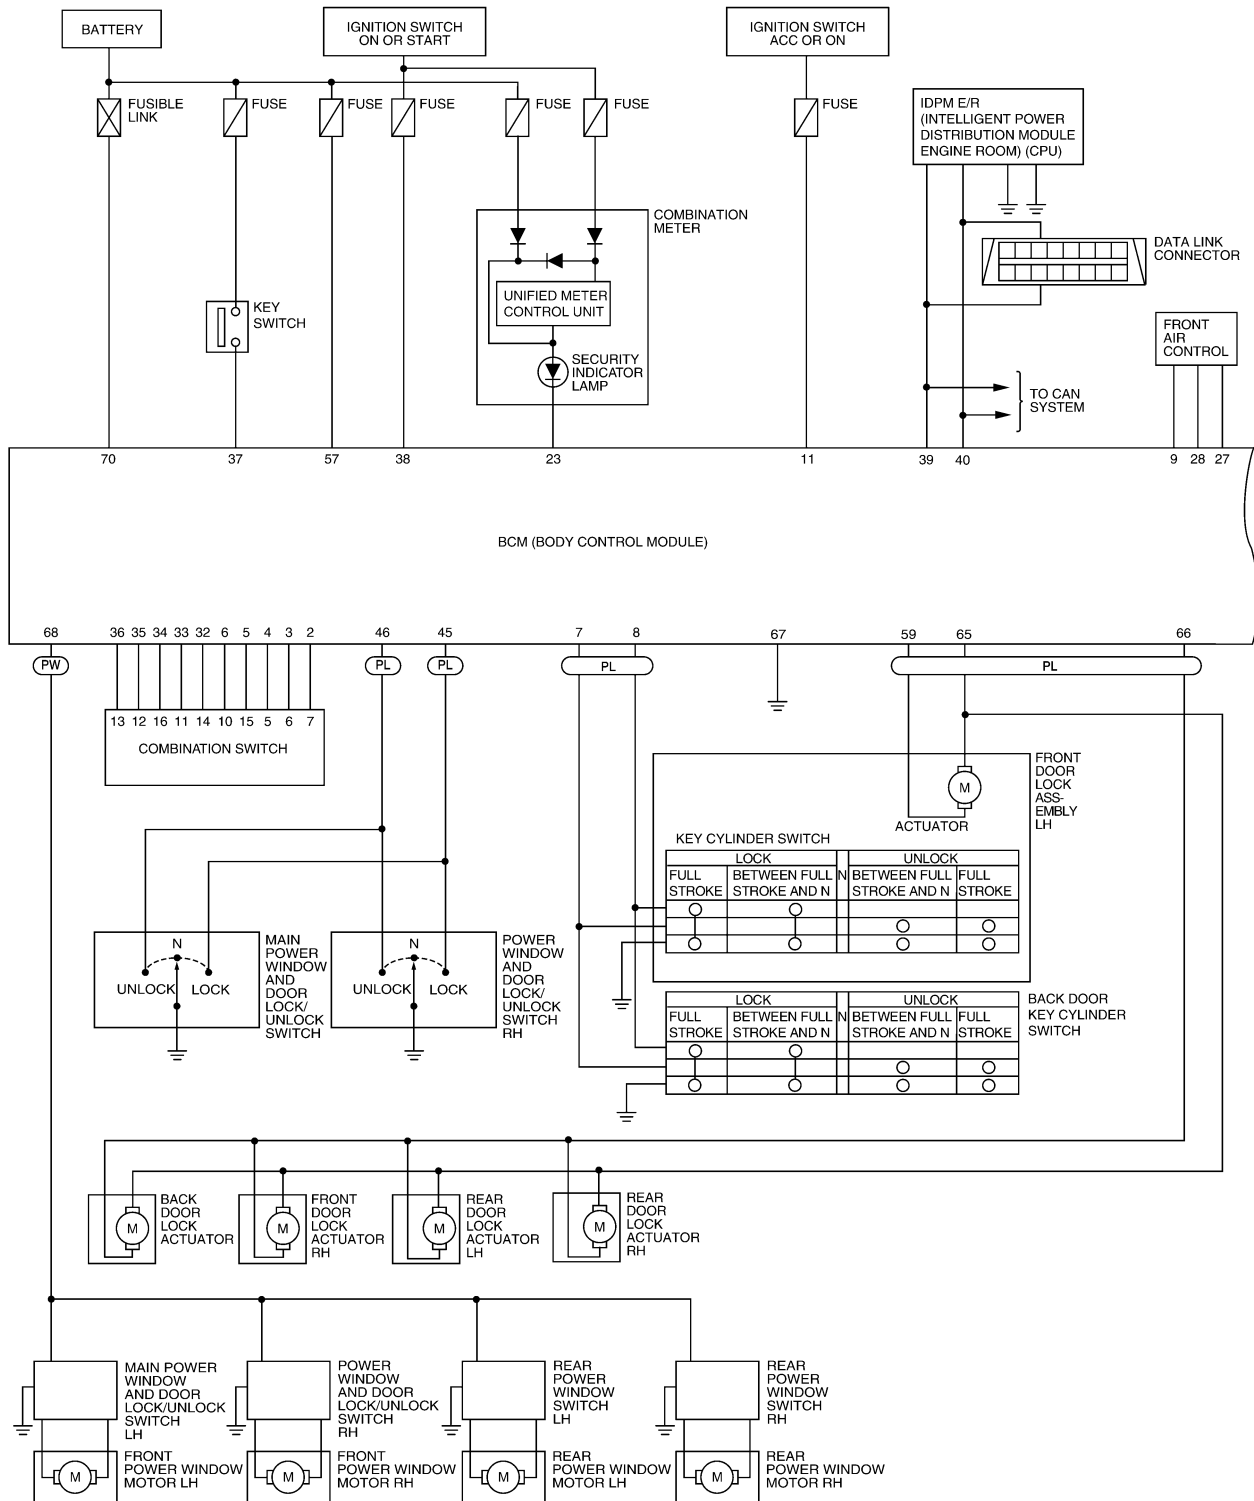 BATTERY
IGNITION SWITCH
ON OR START
IGNITION SWITCH
ACC OR ON
FUSIBLE
LINK
FUSE
FUSE
FUSE
FUSE
FUSE
FUSE
IDPM E/R
(INTELLIGENT POWER
DISTRIBUTION MODULE
ENGINE ROOM) (CPU)
COMBINATION
METER
DATA LINK
CONNECTOR
UNIFIED METER
CONTROL UNIT
KEY
SWITCH
SECURITY
INDICATOR
LAMP
FRONT
AIR
CONTROL
TO CAN
SYSTEM
70 37 57 38 23 11 39 40 9 28 27
BCM (BODY CONTROL MODULE)
68 36 35 34 33 32 6 5 4 3 2 46 45 7 8 67 59 65 66
PW PL PL PL PL
13 12 16 11 14 10 15 5 6 7
COMBINATION SWITCH
FRONT
DOOR
LOCK
ASS-
EMBLY
LH
M
ACTUATOR
KEY CYLINDER SWITCH
LOCK N UNLOCK
FULL
STROKE
BETWEEN FULL
STROKE AND N
BETWEEN FULL
STROKE AND N
FULL
STROKE
N
UNLOCK LOCK
MAIN
POWER
WINDOW
AND
DOOR
LOCK/
UNLOCK
SWITCH
N
UNLOCK LOCK
POWER
WINDOW
AND
DOOR
LOCK/
UNLOCK
SWITCH
RH
LOCK N UNLOCK
FULL
STROKE
BETWEEN FULL
STROKE AND N
BETWEEN FULL
STROKE AND N
FULL
STROKE
BACK DOOR
KEY CYLINDER
SWITCH
M
BACK
DOOR
LOCK
ACTUATOR
M
FRONT
DOOR
LOCK
ACTUATOR
RH
M
REAR
DOOR
LOCK
ACTUATOR
LH
M
REAR
DOOR
LOCK
ACTUATOR
RH
MAIN POWER
WINDOW
AND DOOR
LOCK/UNLOCK
SWITCH
LH
POWER
WINDOW
AND DOOR
LOCK/UNLOCK
SWITCH
RH
REAR
POWER
WINDOW
SWITCH
LH
REAR
POWER
WINDOW
SWITCH
RH
M
FRONT
POWER WINDOW
MOTOR LH
M
FRONT
POWER WINDOW
MOTOR RH
M
REAR
POWER WINDOW
MOTOR LH
M
REAR
POWER WINDOW
MOTOR RH